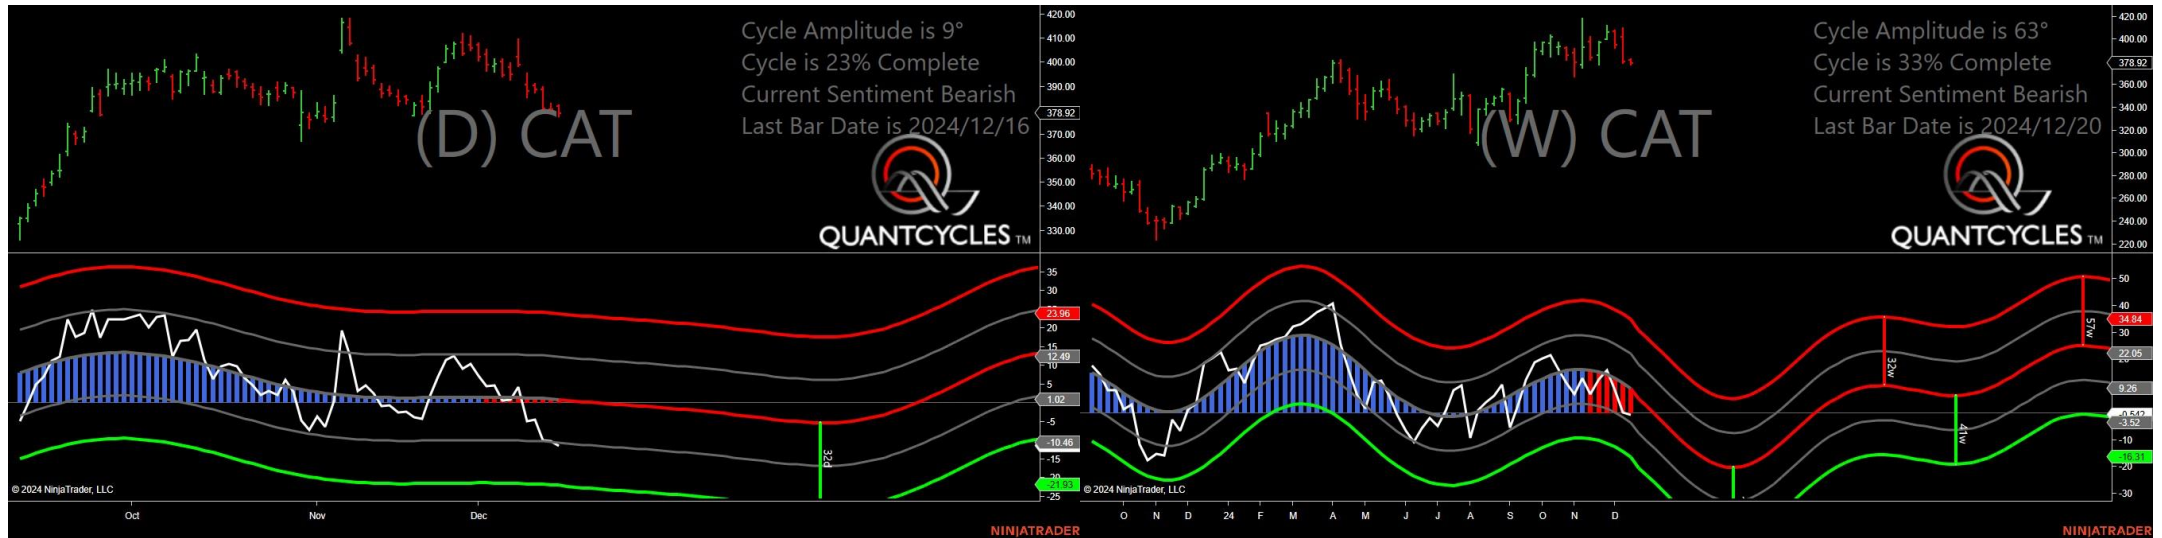 Cycle Amplitude is 9°
Cycle is 23% Complete
Current Sentiment Bearish
Last Bar Date is 2024/12/16
(D) CAT
QUANTCYCLES TM
420.00
410.00
400.00
390.00
378.92
370.00
360.00
350.00
340.00
330.00
35
30
23.96
20
15
12.49
10
5
1.02
-5
-10.46
-15
-21.93
-25
32d
© 2024 NinjaTrader, LLC
Oct Nov Dec
NINJATRADER
Cycle Amplitude is 63°
Cycle is 33% Complete
Current Sentiment Bearish
Last Bar Date is 2024/12/20
(W) CAT
QUANTCYCLES TM
420.00
400.00
378.92
360.00
340.00
320.00
300.00
280.00
260.00
240.00
220.00
50
40
34.84
30
22.05
9.26
-0.542
-3.52
-10
-16.31
-20
-30
32w
41w
57w
© 2024 NinjaTrader, LLC
O N D 24 F M A M J J A S O N D
NINJATRADER